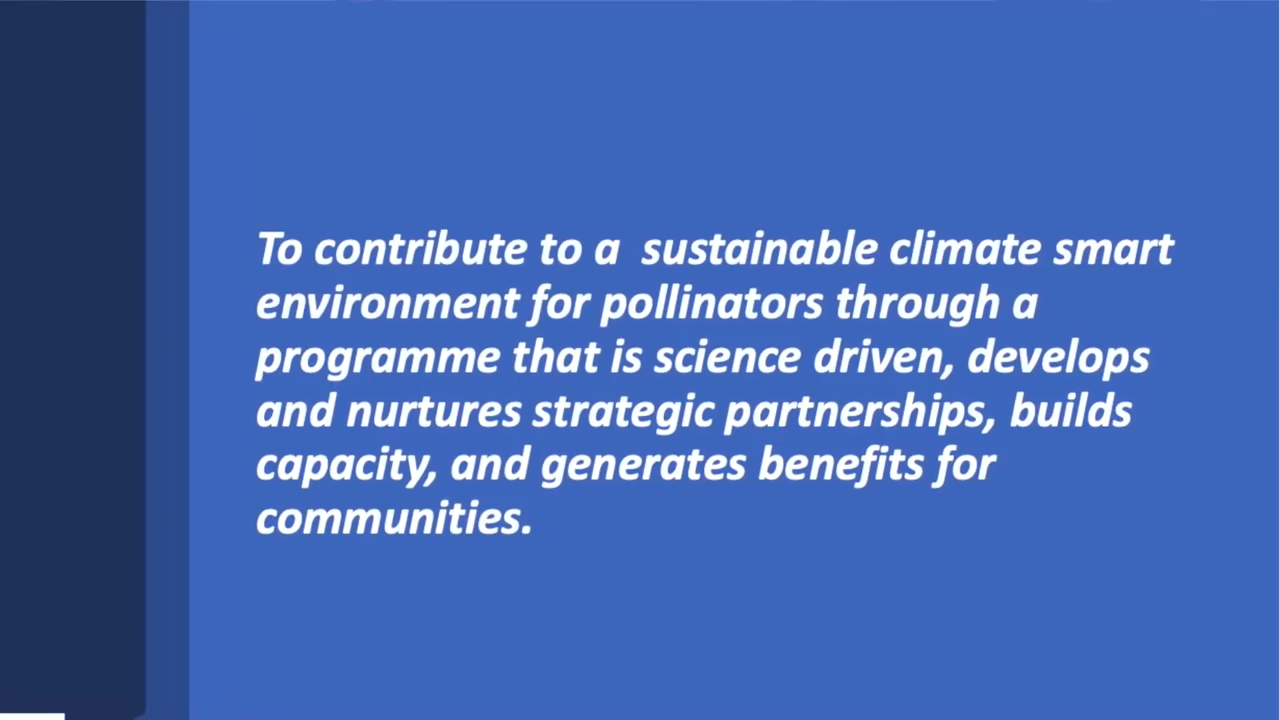 To contribute to a  sustainable climate smart
environment for pollinators through a
programme that is science driven, develops
and nurtures strategic partnerships, builds
capacity, and generates benefits for
communities.